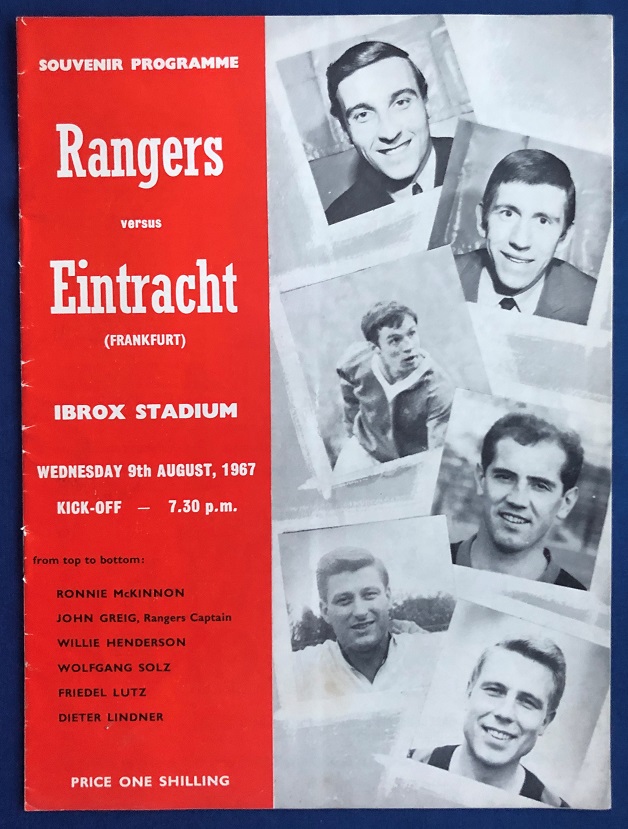 SOUVENIR PROGRAMME
Rangers
versus
Eintracht
(FRANKFURT)
IBROX STADIUM
WEDNESDAY 9th AUGUST, 1967
KICK-OFF — 7.30 p.m.
from top to bottom:
RONNIE McKINNON
JOHN GREIG, Rangers Captain
WILLIE HENDERSON
WOLFGANG SOLZ
FRIEDEL LUTZ
DIETER LINDNER
PRICE ONE SHILLING